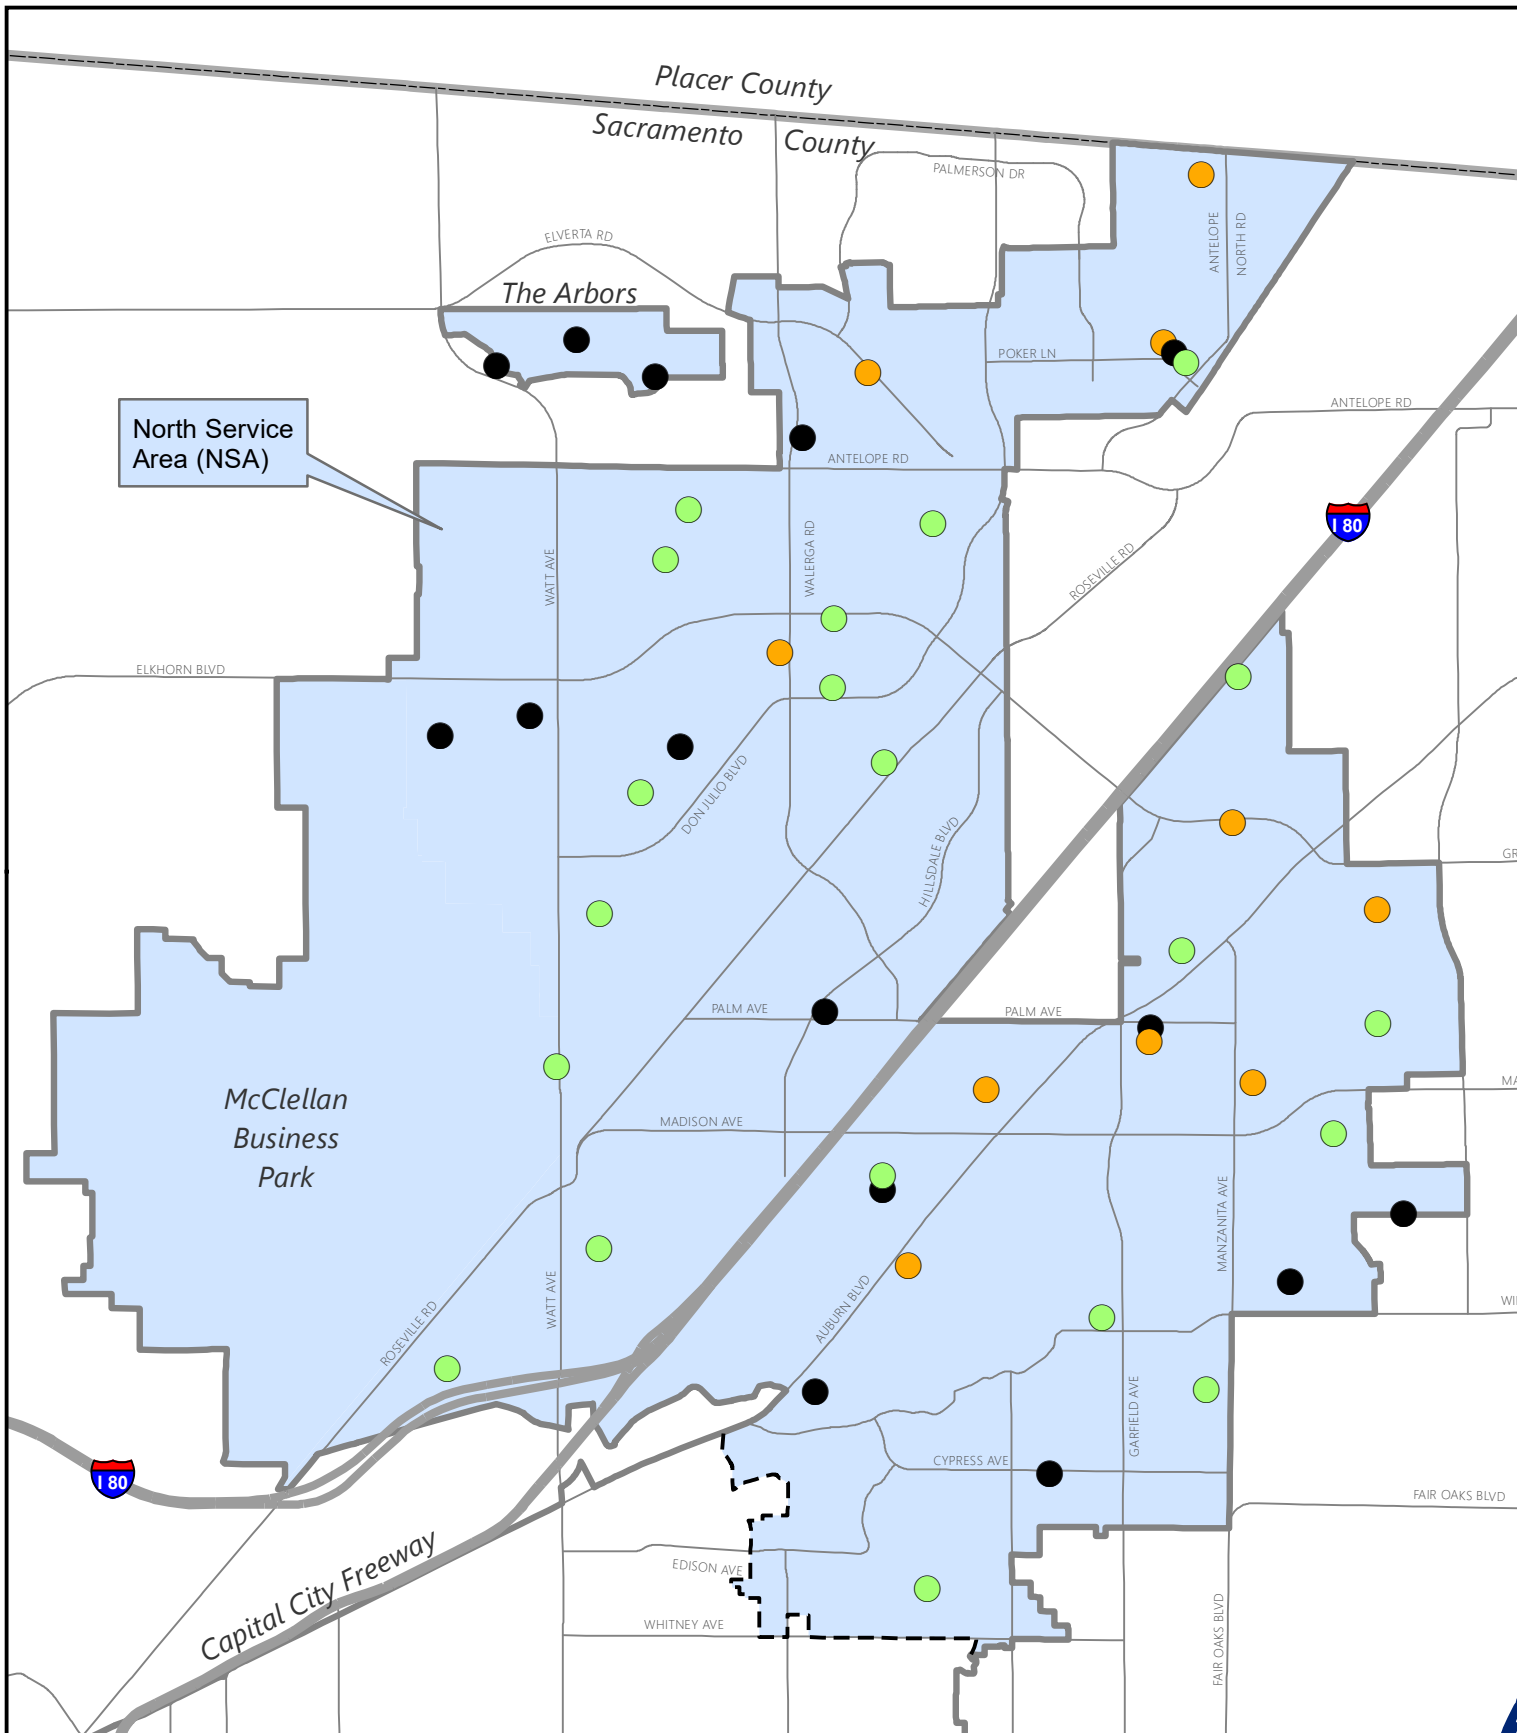 Placer County
Sacramento County
PALMERSON DR
ANTELOPE
NORTH RD
ELVERTA RD
The Arbors
POKER LN
ANTELOPE RD
North Service
Area (NSA)
ANTELOPE RD
I 80
WATT AVE
WALERGA RD
ROSEVILLE RD
ELKHORN BLVD
DON JULIO BLVD
HILLSDALE BLVD
GR
PALM AVE
PALM AVE
McClellan
Business
Park
MA
MADISON AVE
MANZANITA AVE
WATT AVE
AUBURN BLVD
ROSEVILLE RD
WI
GARFIELD AVE
CYPRESS AVE
I 80
FAIR OAKS BLVD
Capital City Freeway
EDISON AVE
WHITNEY AVE
FAIR OAKS BLVD